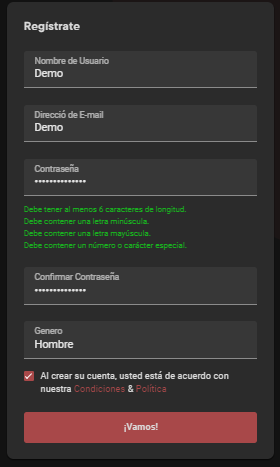 Regístrate
Nombre de Usuario
Demo
Direcció de E-mail
Demo
Contraseña
••••••••••••••
Debe tener al menos 6 caracteres de longitud.
Debe contener una letra minúscula.
Debe contener una letra mayúscula.
Debe contener un número o carácter especial.
Confirmar Contraseña
••••••••••••••
Genero
Hombre
Al crear su cuenta, usted está de acuerdo con
nuestra Condiciones & Política
¡Vamos!